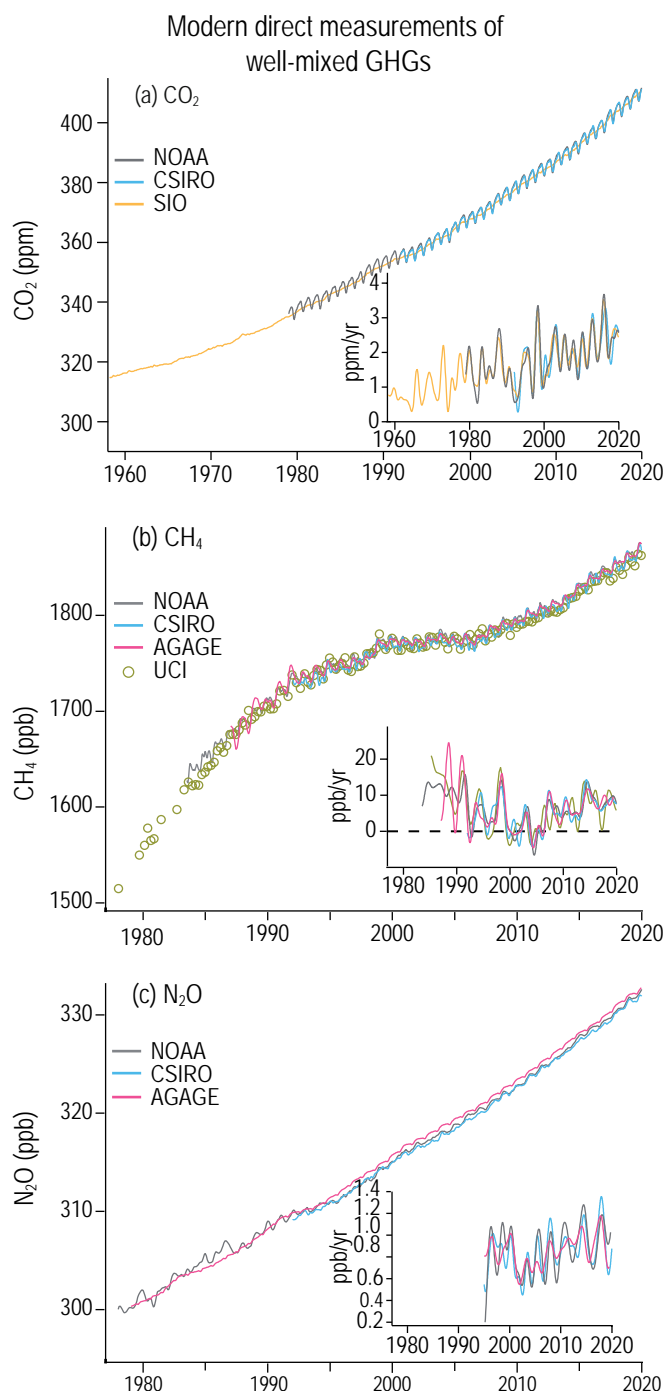 Modern direct measurements of
well-mixed GHGs
(a) CO₂
NOAA
CSIRO
SIO
CO₂ (ppm)
400
380
360
340
320
300
1960
1970
1980
1990
2000
2010
2020
ppm/yr
4
3
2
1
0
1960
1980
2000
2020
(b) CH₄
NOAA
CSIRO
AGAGE
UCI
CH₄ (ppb)
1800
1700
1600
1500
1980
1990
2000
2010
2020
ppb/yr
20
10
0
1980
1990
2000
2010
2020
(c) N₂O
NOAA
CSIRO
AGAGE
N₂O (ppb)
330
320
310
300
1980
1990
2000
2010
2020
ppb/yr
1.4
1.2
1.0
0.8
0.6
0.4
0.2
1980
1990
2000
2010
2020